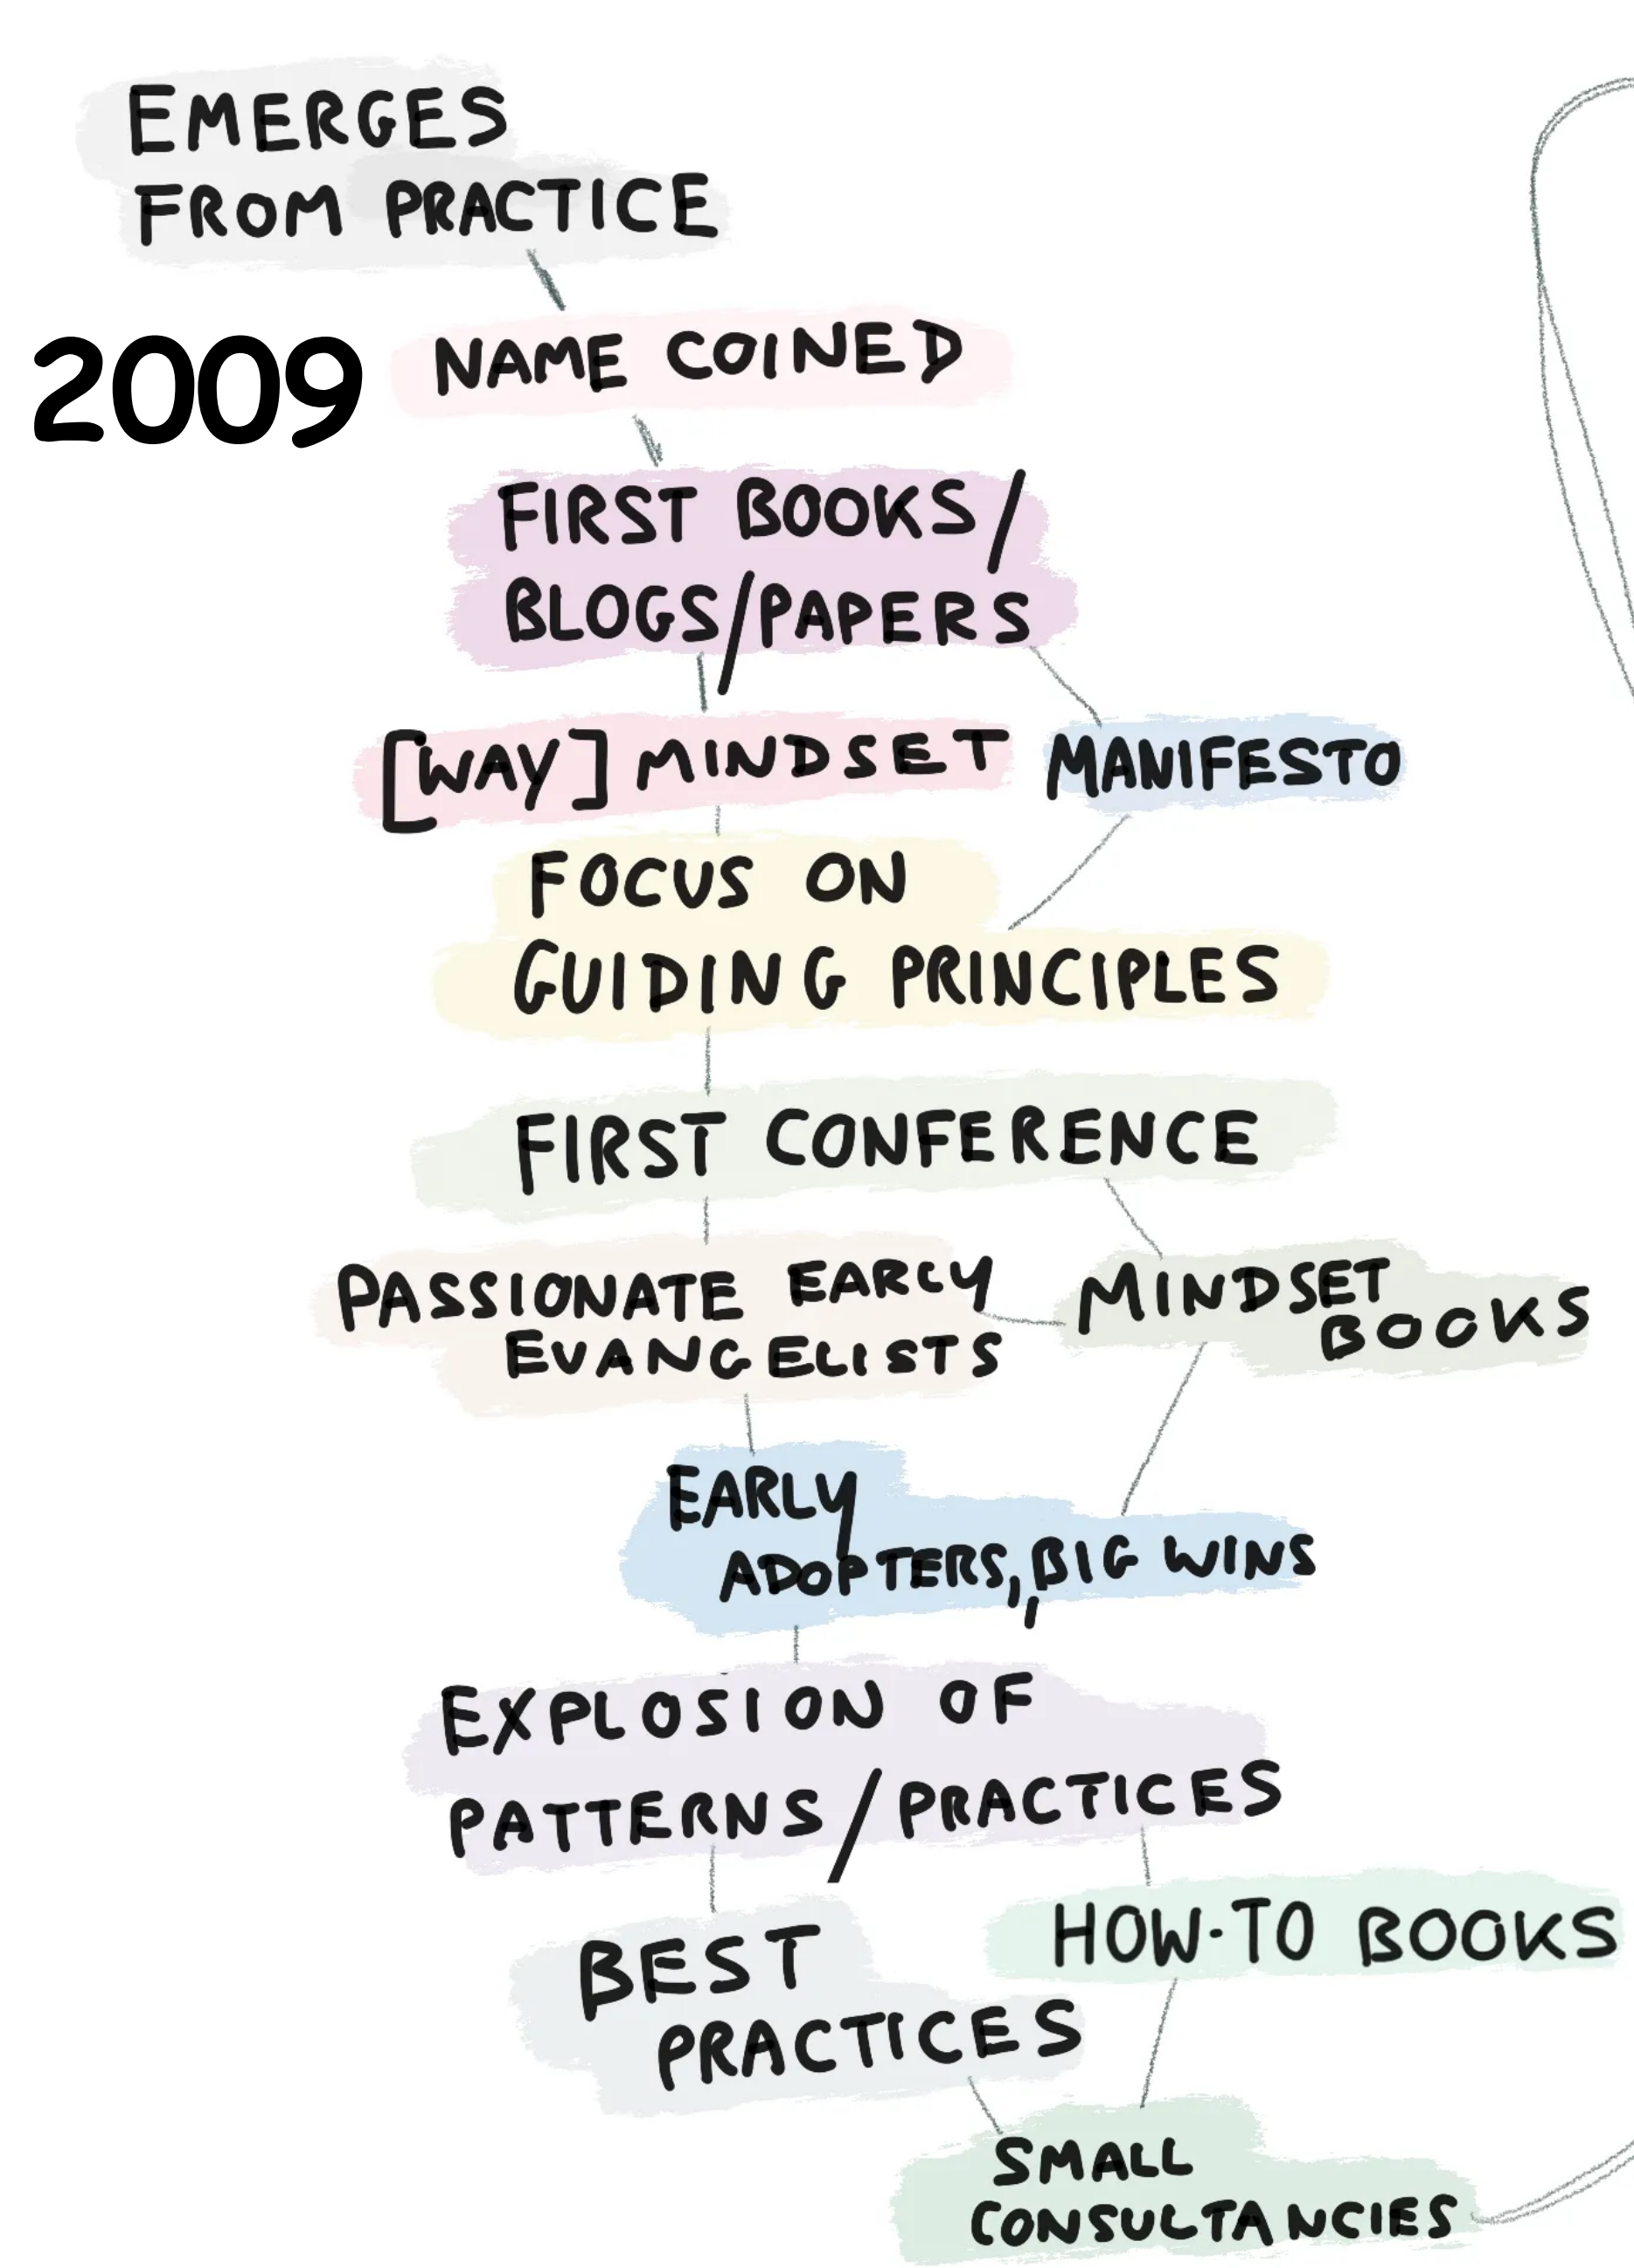 EMERGES
FROM PRACTICE
2009 NAME COINED
FIRST BOOKS/
BLOGS/PAPERS
[WAY] MINDSET MANIFESTO
FOCUS ON
GUIDING PRINCIPLES
FIRST CONFERENCE
PASSIONATE EARLY
EVANGELISTS
MINDSET
BOOKS
EARLY
ADOPTERS, BIG WINS
EXPLOSION OF
PATTERNS/PRACTICES
HOW-TO BOOKS
BEST
PRACTICES
SMALL
CONSULTANCIES